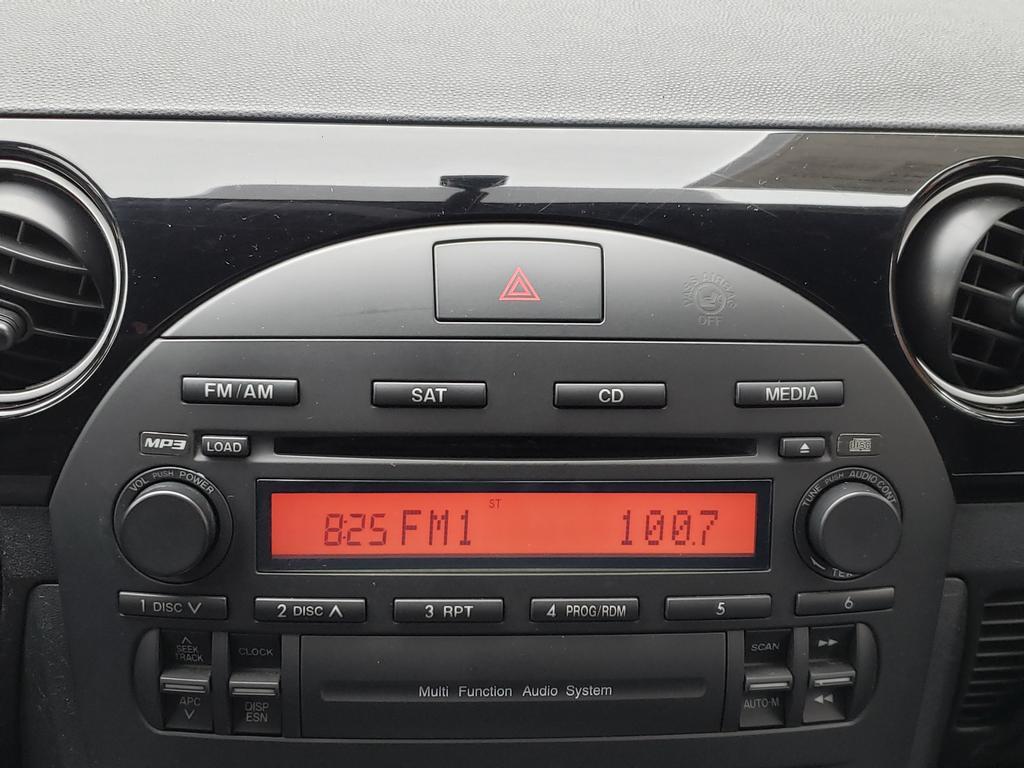 PASS AIRBAG
OFF
FM/AM
SAT
CD
MEDIA
MP3
LOAD
disc
VOL PUSH POWER
TUNE PUSH AUDIO CONT
ST
8:25 FM1 100.7
1 DISC ∨
2 DISC ∧
3 RPT
4 PROG/RDM
5
6
∧
SEEK
TRACK
APC
∨
CLOCK
DISP
ESN
Multi Function Audio System
SCAN
AUTO-M